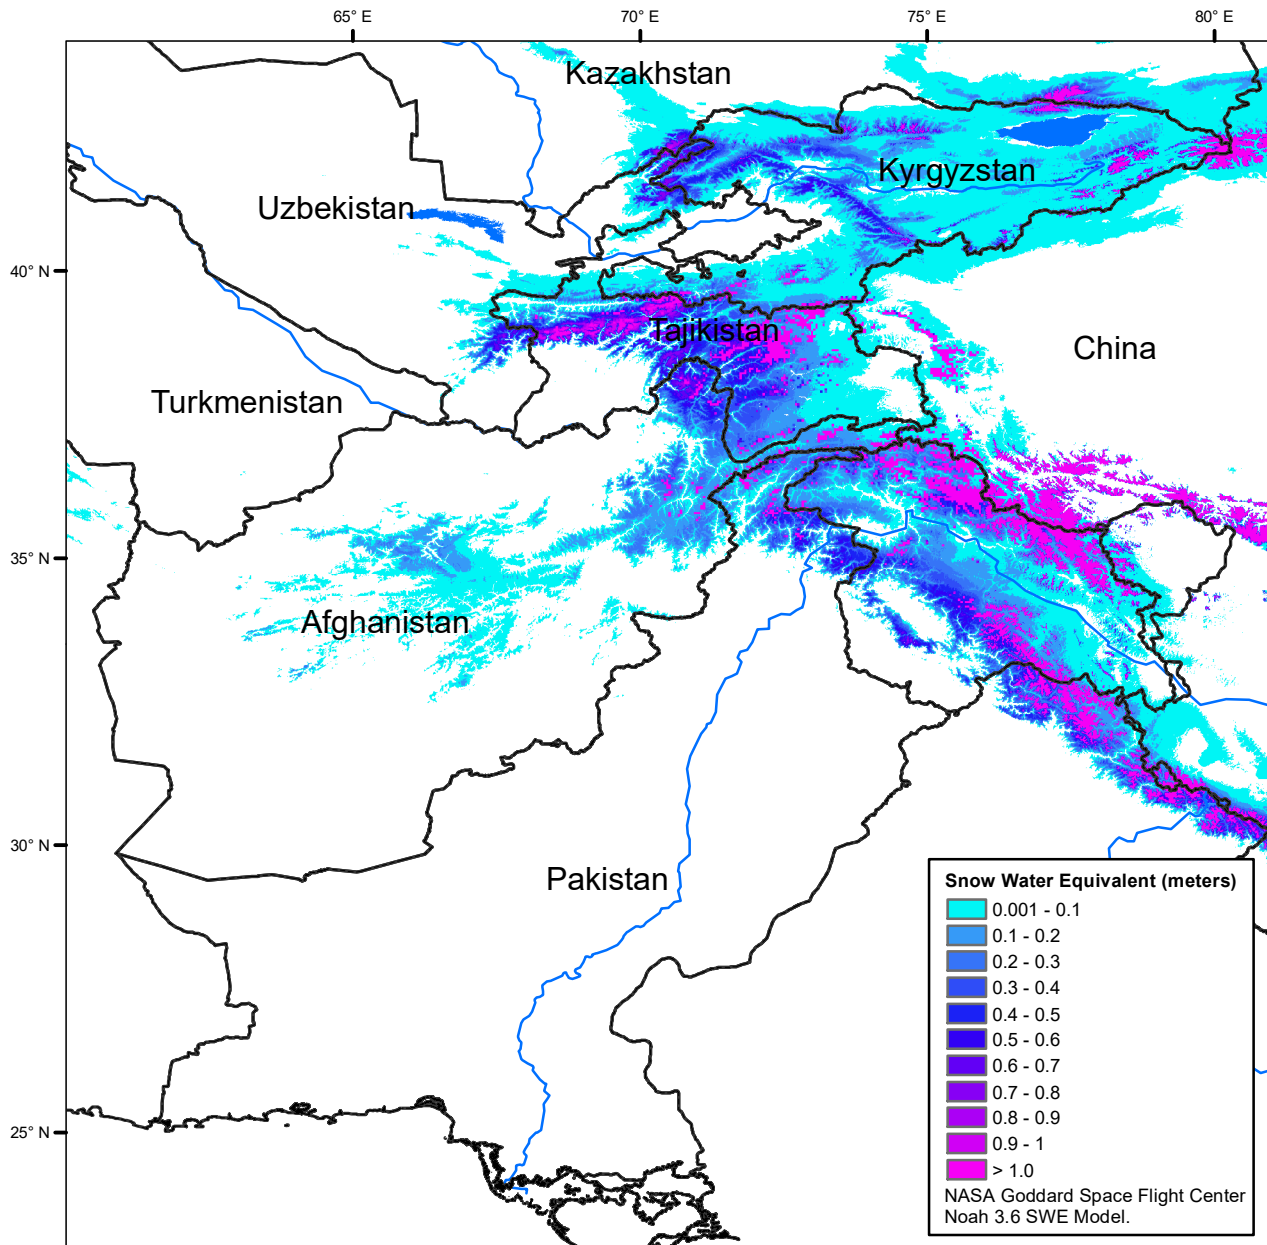 65° E
70° E
75° E
80° E
Kazakhstan
Kyrgyzstan
Uzbekistan
40° N
Tajikistan
China
Turkmenistan
35° N
Afghanistan
30° N
Pakistan
25° N
Snow Water Equivalent (meters)
0.001 - 0.1
0.1 - 0.2
0.2 - 0.3
0.3 - 0.4
0.4 - 0.5
0.5 - 0.6
0.6 - 0.7
0.7 - 0.8
0.8 - 0.9
0.9 - 1
> 1.0
NASA Goddard Space Flight Center
Noah 3.6 SWE Model.